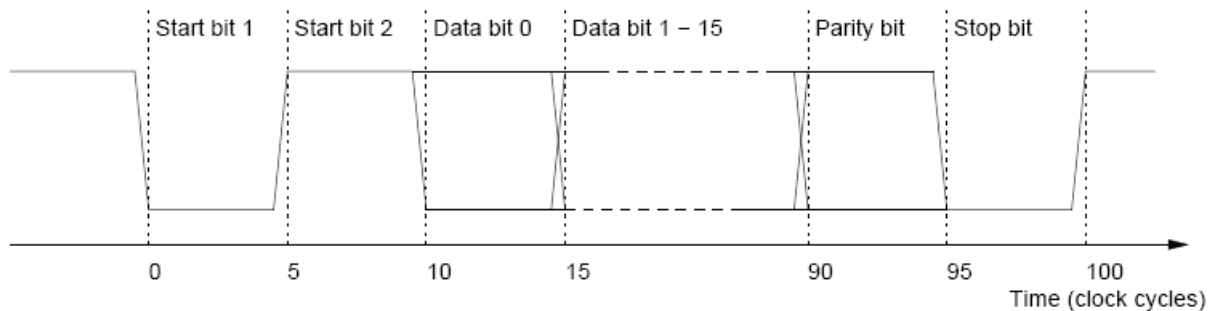 Start bit 1 Start bit 2 Data bit 0 Data bit 1 − 15 Parity bit Stop bit
0 5 10 15 90 95 100
Time (clock cycles)